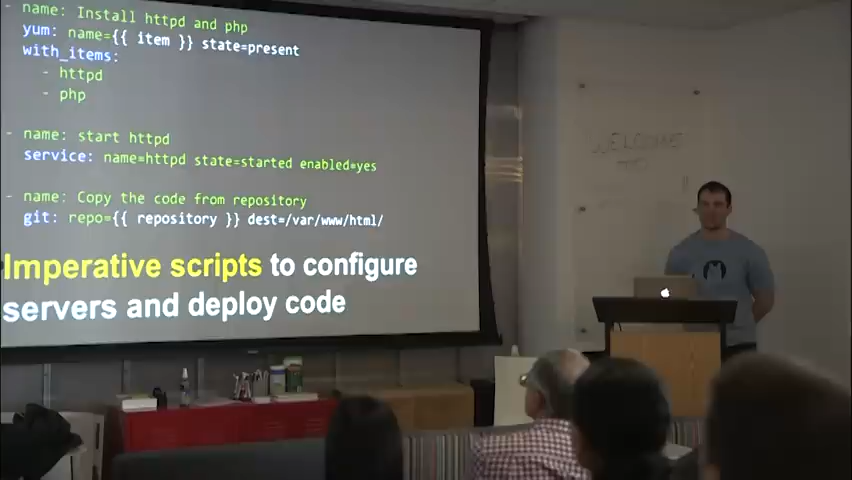 - name: Install httpd and php
yum: name={{ item }} state=present
with_items:
- httpd
- php
- name: start httpd
service: name=httpd state=started enabled=yes
- name: Copy the code from repository
git: repo={{ repository }} dest=/var/www/html/
Imperative scripts to configure
servers and deploy code
WELCOME
TO